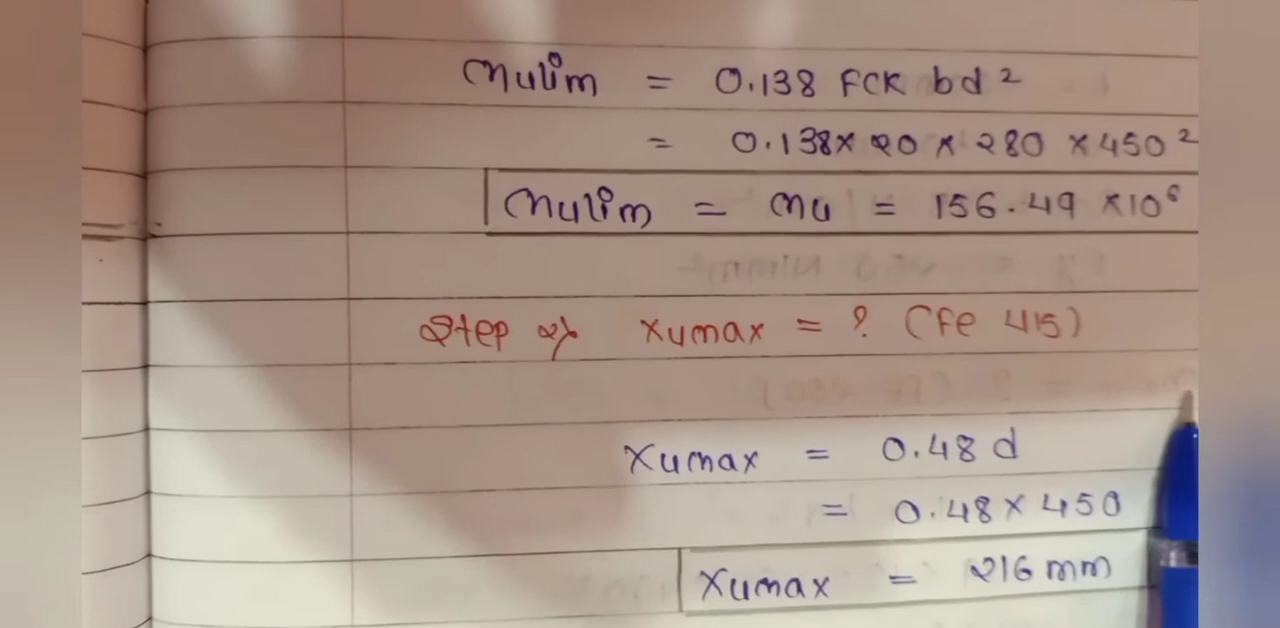 Mulim = 0.138 FCK bd²
= 0.138 × 20 × 280 × 450²
Mulim = Mu = 156.49 ×10⁶
Step 2) Xumax = ? (Fe 415)
Xumax = 0.48 d
= 0.48 × 450
Xumax = 216 mm